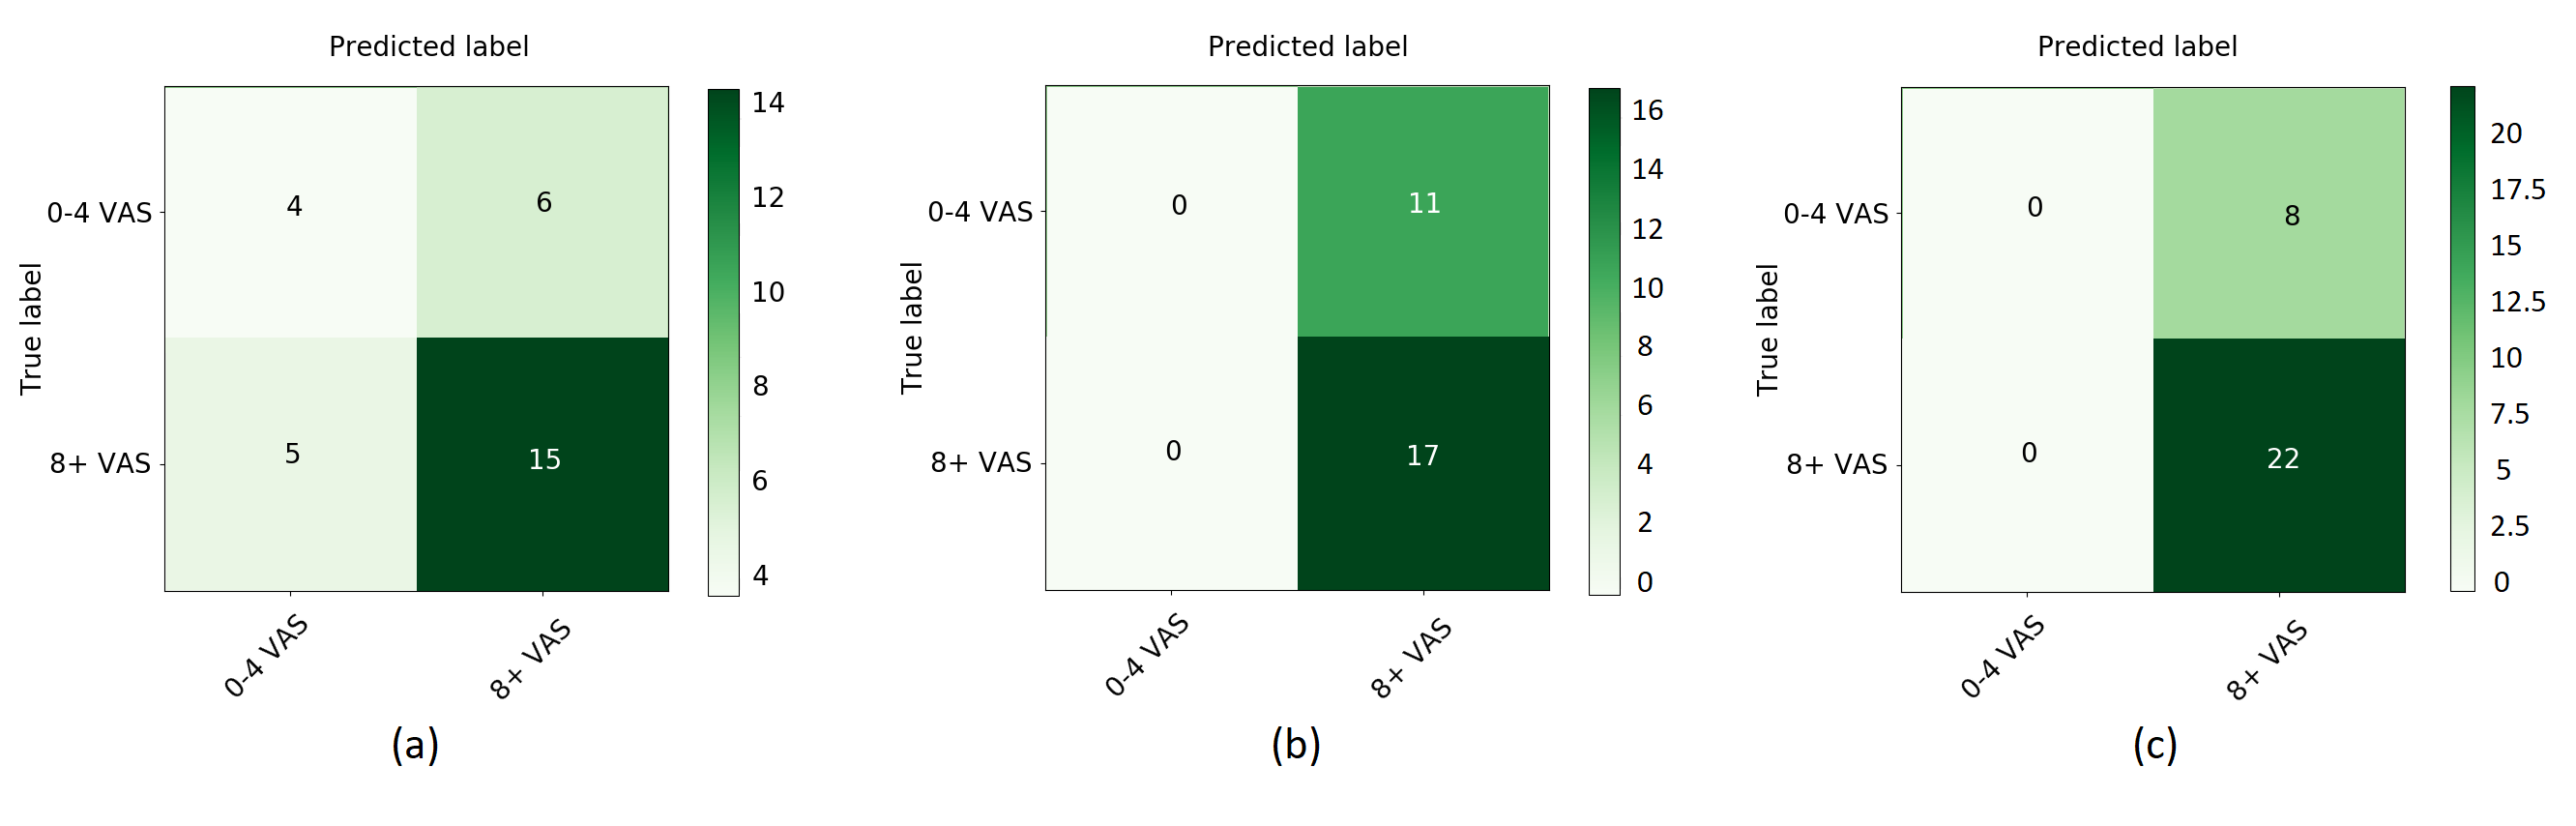 Predicted label
True label
0-4 VAS
8+ VAS
4
6
5
15
0-4 VAS
8+ VAS
14
12
10
8
6
4
(a)
Predicted label
True label
0-4 VAS
8+ VAS
0
11
0
17
0-4 VAS
8+ VAS
16
14
12
10
8
6
4
2
0
(b)
Predicted label
True label
0-4 VAS
8+ VAS
0
8
0
22
0-4 VAS
8+ VAS
20
17.5
15
12.5
10
7.5
5
2.5
0
(c)